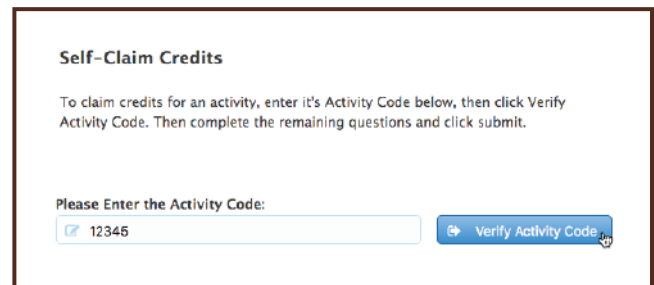 Self-Claim Credits
To claim credits for an activity, enter it's Activity Code below, then click Verify
Activity Code. Then complete the remaining questions and click submit.
Please Enter the Activity Code:
12345
Verify Activity Code